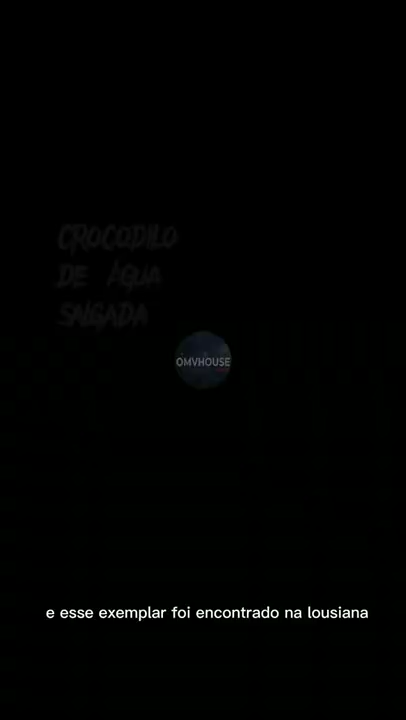 CROCODILO
DE ÁGUA
SALGADA
OMVHOUSE
e esse exemplar foi encontrado na lousiana